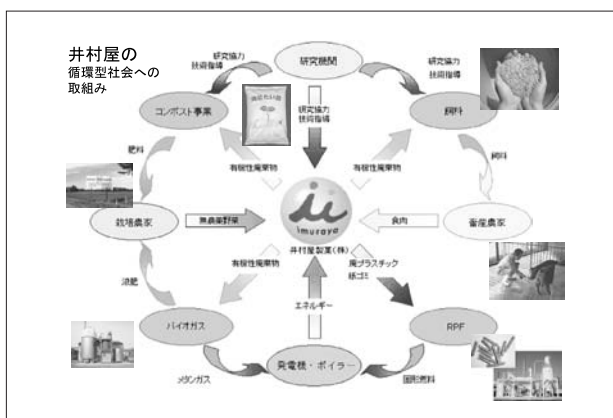 井村屋の
循環型社会への
取組み
研究機関
研究協力
技術指導
研究協力
技術指導
コンポスト事業
研究協力
技術指導
飼料
肥料
有機性廃棄物
有機性廃棄物
飼料
栽培農家
無農薬野菜
imuraya
井村屋製菓(株)
食肉
畜産農家
有機性廃棄物
廃プラスチック
紙ゴミ
液肥
エネルギー
バイオガス
RPF
メタンガス
発電機・ボイラー
固形燃料